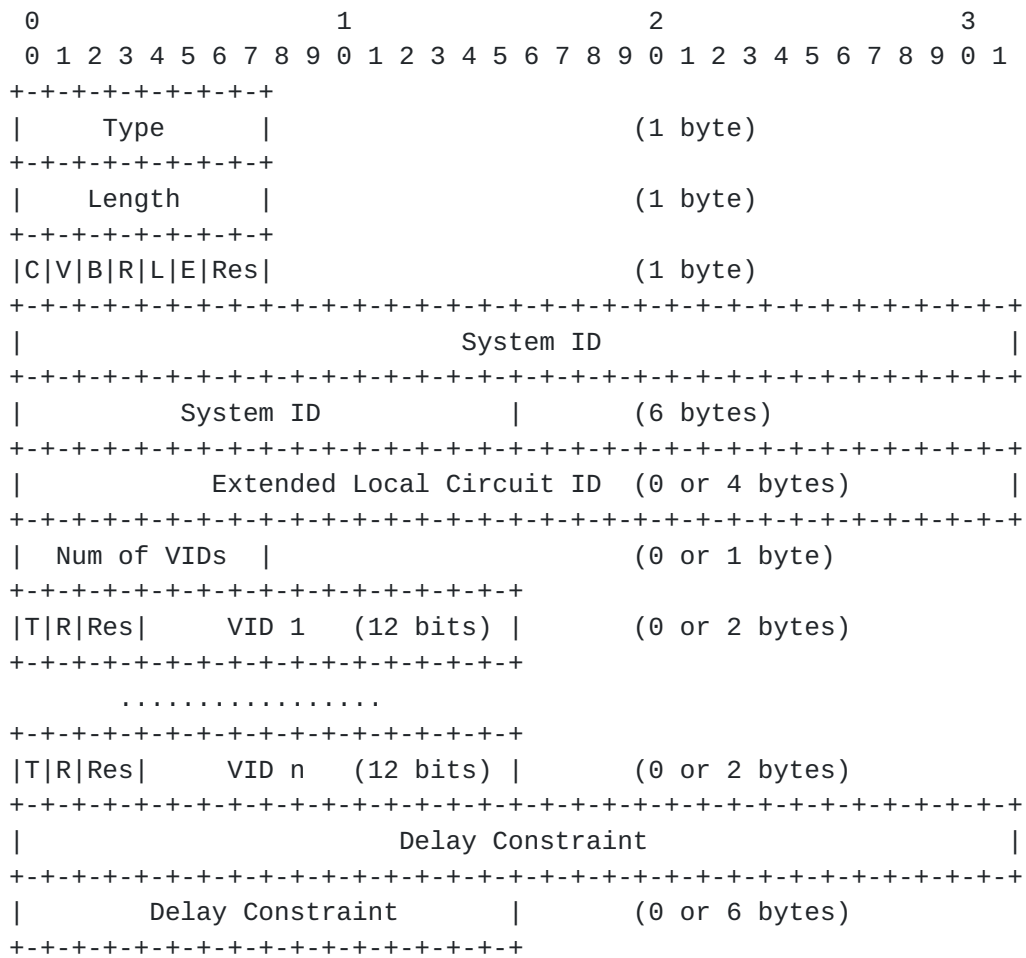 0                   1                   2                   3
 0 1 2 3 4 5 6 7 8 9 0 1 2 3 4 5 6 7 8 9 0 1 2 3 4 5 6 7 8 9 0 1
+-+-+-+-+-+-+-+-+
|     Type      |                       (1 byte)
+-+-+-+-+-+-+-+-+
|    Length     |                       (1 byte)
+-+-+-+-+-+-+-+-+
|C|V|B|R|L|E|Res|                       (1 byte)
+-+-+-+-+-+-+-+-+-+-+-+-+-+-+-+-+-+-+-+-+-+-+-+-+-+-+-+-+-+-+-+-+
|                            System ID                          |
+-+-+-+-+-+-+-+-+-+-+-+-+-+-+-+-+-+-+-+-+-+-+-+-+-+-+-+-+-+-+-+-+
|          System ID            |       (6 bytes)
+-+-+-+-+-+-+-+-+-+-+-+-+-+-+-+-+-+-+-+-+-+-+-+-+-+-+-+-+-+-+-+-+
|            Extended Local Circuit ID  (0 or 4 bytes)          |
+-+-+-+-+-+-+-+-+-+-+-+-+-+-+-+-+-+-+-+-+-+-+-+-+-+-+-+-+-+-+-+-+
|  Num of VIDs  |                       (0 or 1 byte)
+-+-+-+-+-+-+-+-+-+-+-+-+-+-+-+-+
|T|R|Res|     VID 1   (12 bits) |       (0 or 2 bytes)
+-+-+-+-+-+-+-+-+-+-+-+-+-+-+-+-+
       .................
+-+-+-+-+-+-+-+-+-+-+-+-+-+-+-+-+
|T|R|Res|     VID n   (12 bits) |       (0 or 2 bytes)
+-+-+-+-+-+-+-+-+-+-+-+-+-+-+-+-+-+-+-+-+-+-+-+-+-+-+-+-+-+-+-+-+
|                        Delay Constraint                       |
+-+-+-+-+-+-+-+-+-+-+-+-+-+-+-+-+-+-+-+-+-+-+-+-+-+-+-+-+-+-+-+-+
|        Delay Constraint       |       (0 or 6 bytes)
+-+-+-+-+-+-+-+-+-+-+-+-+-+-+-+-+